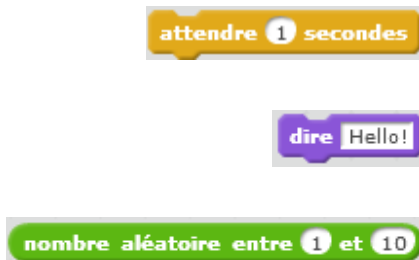 attendre 1 secondes
dire Hello!
nombre aléatoire entre 1 et 10